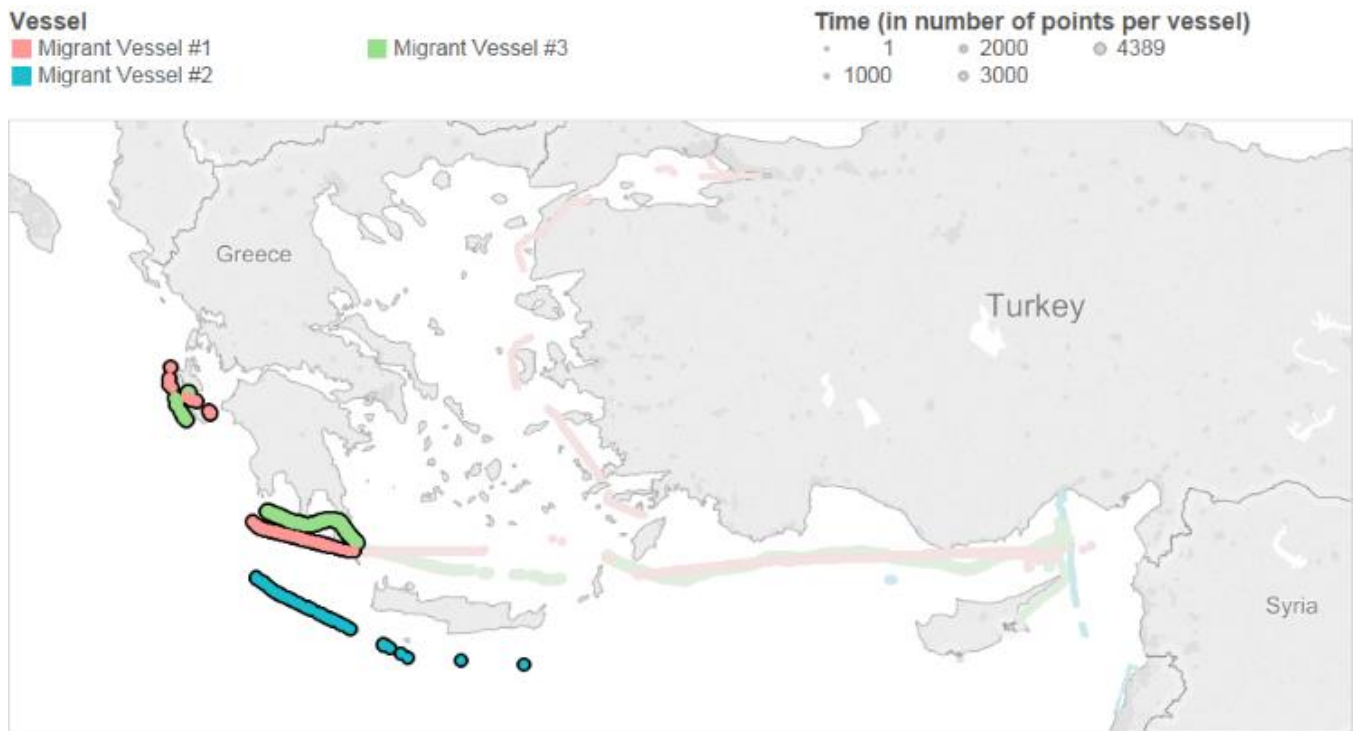 Vessel
Migrant Vessel #1
Migrant Vessel #3
Migrant Vessel #2
Time (in number of points per vessel)
1
2000
4389
1000
3000
Greece
Turkey
Syria